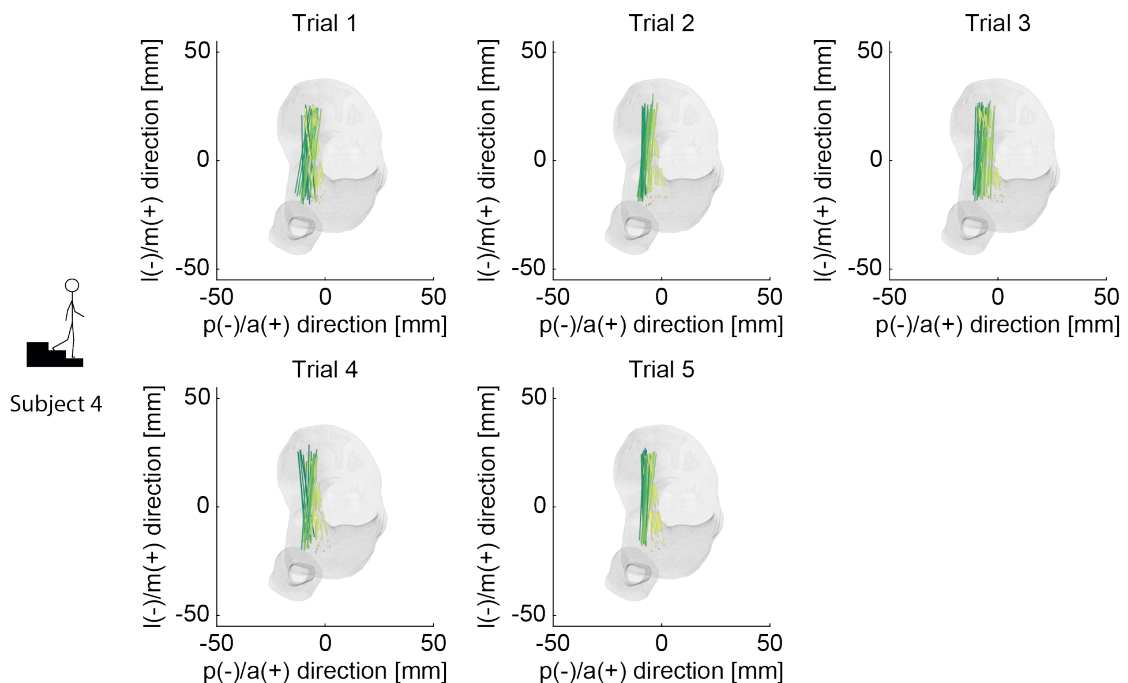 Trial 1
Trial 2
Trial 3
l(-)/m(+) direction [mm]
50
0
-50
-50
0
50
p(-)/a(+) direction [mm]
l(-)/m(+) direction [mm]
50
0
-50
-50
0
50
p(-)/a(+) direction [mm]
l(-)/m(+) direction [mm]
50
0
-50
-50
0
50
p(-)/a(+) direction [mm]
Subject 4
Trial 4
Trial 5
l(-)/m(+) direction [mm]
50
0
-50
-50
0
50
p(-)/a(+) direction [mm]
l(-)/m(+) direction [mm]
50
0
-50
-50
0
50
p(-)/a(+) direction [mm]